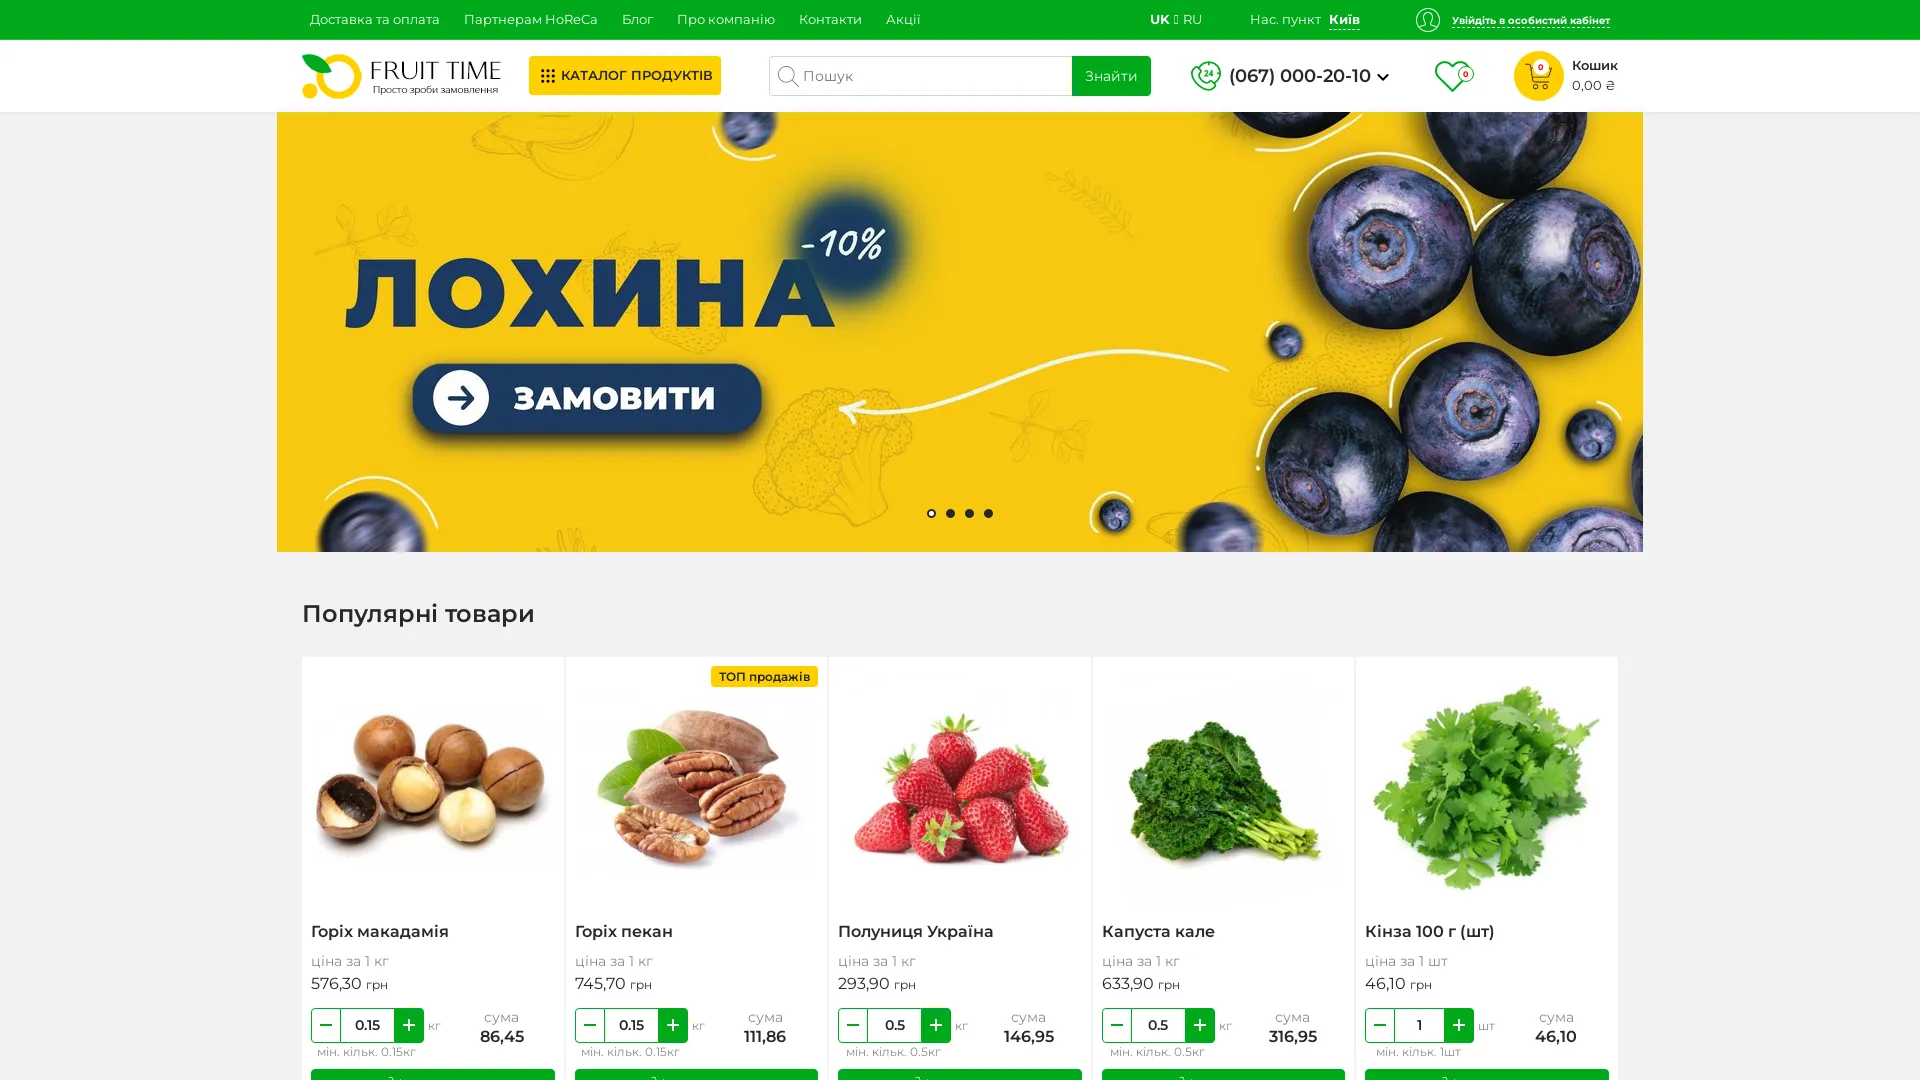 Доставка та оплата Партнерам HoReCa Блог Про компанію Контакти Акції UK RU Нас. пункт Київ Увійдіть в особистий кабінет
FRUIT TIME
Просто зроби замовлення
КАТАЛОГ ПРОДУКТІВ
Пошук
Знайти
24
(067) 000-20-10
0
0
Кошик
0,00 ₴
-10%
ЛОХИНА
ЗАМОВИТИ
Популярні товари
ТОП продажів
Горіх макадамія
ціна за 1 кг
576,30 грн
0.15 кг
сума
86,45
мін. кільк. 0.15кг
Горіх пекан
ціна за 1 кг
745,70 грн
0.15 кг
сума
111,86
мін. кільк. 0.15кг
Полуниця Україна
ціна за 1 кг
293,90 грн
0.5 кг
сума
146,95
мін. кільк. 0.5кг
Капуста кале
ціна за 1 кг
633,90 грн
0.5 кг
сума
316,95
мін. кільк. 0.5кг
Кінза 100 г (шт)
ціна за 1 шт
46,10 грн
1 шт
сума
46,10
мін. кільк. 1шт